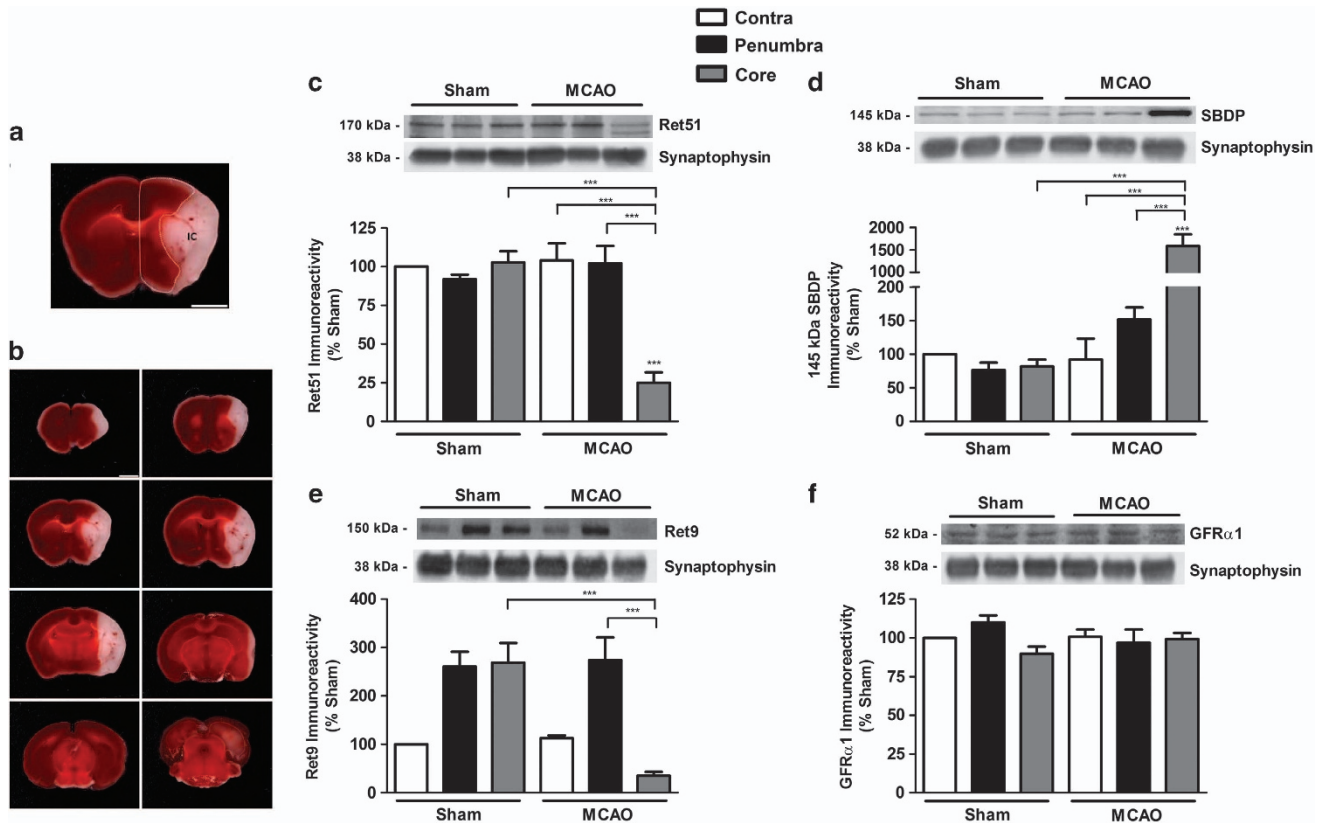 Contra
Penumbra
Core
a
IC
b
c
Sham MCAO
170 kDa - Ret51
38 kDa - Synaptophysin
***
***
***
Ret51 Immunoreactivity
(% Sham)
125
100
75
50
25
0
***
Sham MCAO
d
Sham MCAO
145 kDa - SBDP
38 kDa - Synaptophysin
***
***
***
***
145 kDa SBDP
Immunoreactivity
(% Sham)
2000
1500
1000
200
150
100
50
0
Sham MCAO
e
Sham MCAO
150 kDa - Ret9
38 kDa - Synaptophysin
***
***
Ret9 Immunoreactivity
(% Sham)
400
300
200
100
0
Sham MCAO
f
Sham MCAO
52 kDa - GFRα1
38 kDa - Synaptophysin
GFRα1 Immunoreactivity
(% Sham)
125
100
75
50
25
0
Sham MCAO